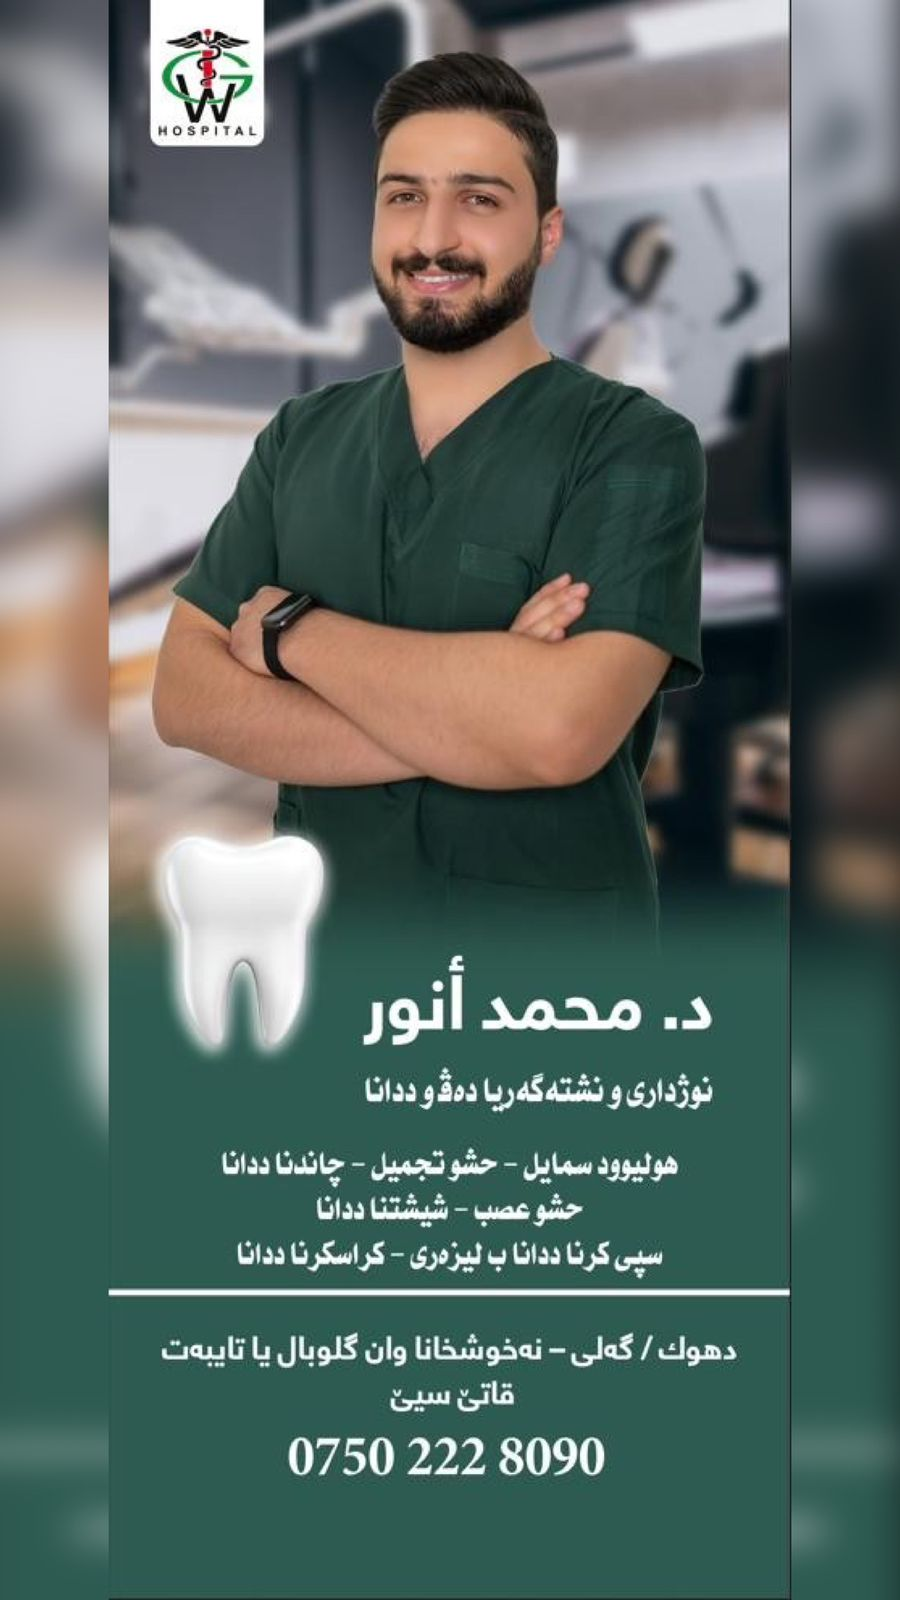 GW
HOSPITAL
د. محمد أنور
نوژداری و نشتەگەریا دەڤ و ددانا
هولیوود سمایل - حشو تجمیل - چاندنا ددانا
حشو عصب - شیشتنا ددانا
سپی کرنا ددانا ب لیزەری - کراسکرنا ددانا
دهوك / گەلی - نەخوشخانا وان گلوبال یا تایبەت
قاتێ سیێ
0750 222 8090